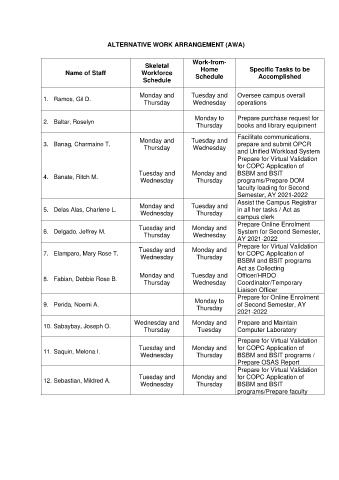 ALTERNATIVE WORK ARRANGEMENT (AWA)
Name of Staff
Skeletal
Workforce
Schedule
Work-from-
Home
Schedule
Specific Tasks to be
Accomplished
1. Ramos, Gil D.
Monday and
Thursday
Tuesday and
Wednesday
Oversee campus overall
operations
2. Baltar, Roselyn
Monday to
Thursday
Prepare purchase request for
books and library equipment
3. Banag, Charmaine T.
Monday and
Thursday
Tuesday and
Wednesday
Facilitate communications,
prepare and submit OPCR
and Unified Workload System
4. Banate, Ritch M.
Tuesday and
Wednesday
Monday and
Thursday
Prepare for Virtual Validation
for COPC Application of
BSBM and BSIT
programs/Prepare DOM
faculty loading for Second
Semester, AY 2021-2022
5. Delas Alas, Charlene L.
Monday and
Wednesday
Tuesday and
Thursday
Assist the Campus Registrar
in all her tasks / Act as
campus clerk
6. Delgado, Jeffrey M.
Tuesday and
Thursday
Monday and
Wednesday
Prepare Online Enrolment
System for Second Semester,
AY 2021-2022
7. Elamparo, Mary Rose T.
Tuesday and
Wednesday
Monday and
Thursday
Prepare for Virtual Validation
for COPC Application of
BSBM and BSIT programs
8. Fabian, Debbie Rose B.
Monday and
Thursday
Tuesday and
Wednesday
Act as Collecting
Officer/HRDO
Coordinator/Temporary
Liaison Officer
9. Perida, Noemi A.
Monday to
Thursday
Prepare for Online Enrolment
of Second Semester, AY
2021-2022
10. Sabaybay, Joseph O.
Wednesday and
Thursday
Monday and
Tuesday
Prepare and Maintain
Computer Laboratory
11. Saquin, Melona I.
Tuesday and
Wednesday
Monday and
Thursday
Prepare for Virtual Validation
for COPC Application of
BSBM and BSIT programs /
Prepare OSAS Report
12. Sebastian, Mildred A.
Tuesday and
Wednesday
Monday and
Thursday
Prepare for Virtual Validation
for COPC Application of
BSBM and BSIT
programs/Prepare faculty